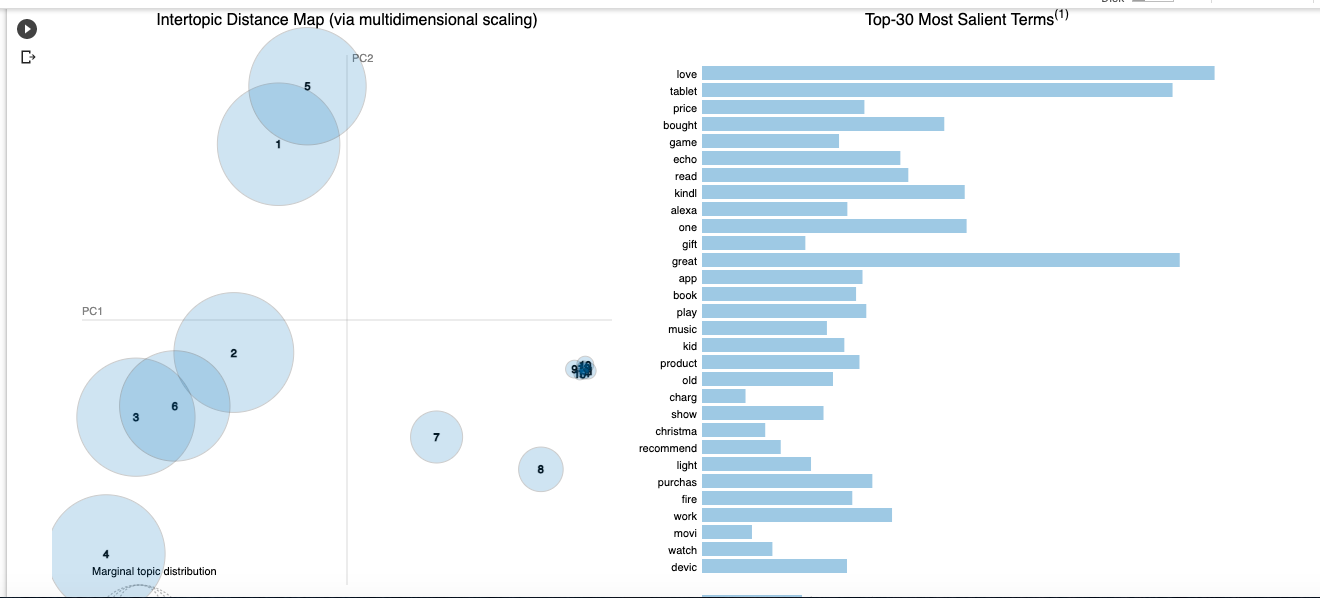 Intertopic Distance Map (via multidimensional scaling)
PC2
5
1
PC1
2
3
6
7
8
4
Marginal topic distribution
Top-30 Most Salient Terms(1)
love
tablet
price
bought
game
echo
read
kindl
alexa
one
gift
great
app
book
play
music
kid
product
old
charg
show
christma
recommend
light
purchas
fire
work
movi
watch
devic